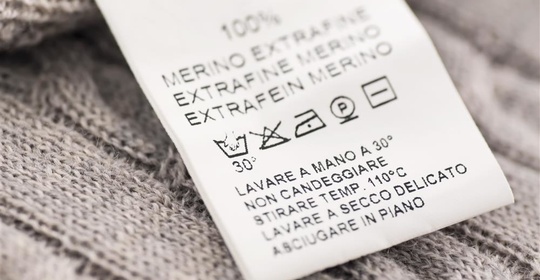 100%
MERINO EXTRAFINE
EXTRAFINE MERINO
EXTRAFEIN MERINO
P
30°
LAVARE A MANO A 30°
NON CANDEGGIARE
STIRARE TEMP. 110°C
LAVARE A SECCO DELICATO
ASCIUGARE IN PIANO